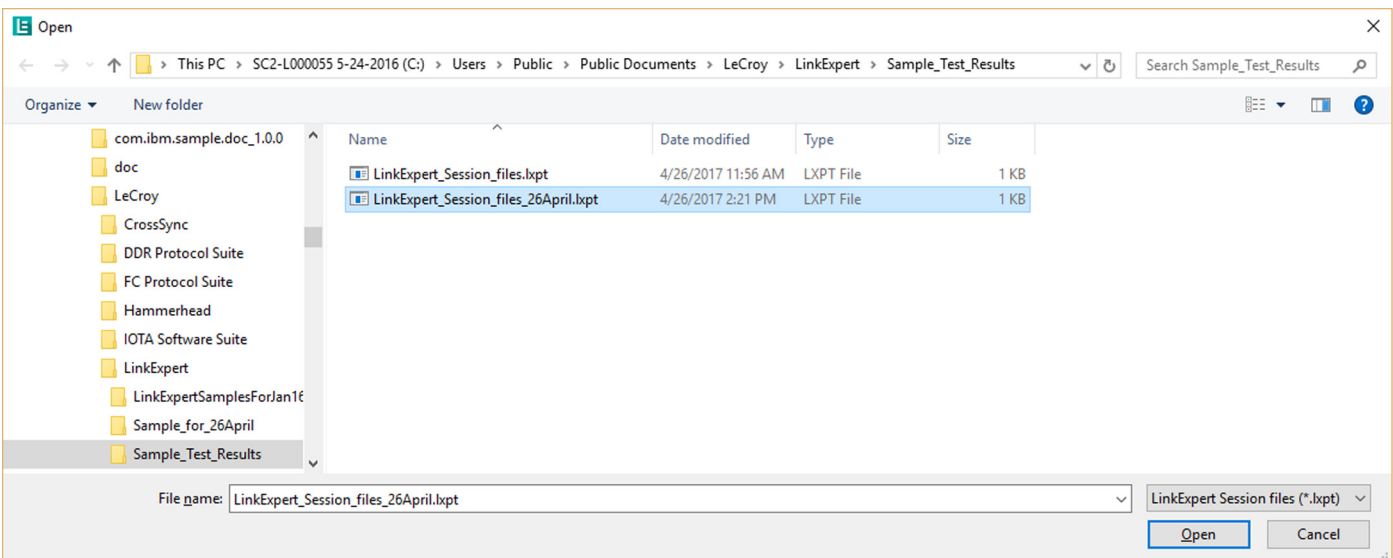 Open
This PC > SC2-L000055 5-24-2016 (C:) > Users > Public > Public Documents > LeCroy > LinkExpert > Sample_Test_Results
Search Sample_Test_Results
Organize
New folder
com.ibm.sample.doc_1.0.0
doc
LeCroy
CrossSync
DDR Protocol Suite
FC Protocol Suite
Hammerhead
IOTA Software Suite
LinkExpert
LinkExpertSamplesForJan16
Sample_for_26April
Sample_Test_Results
Name Date modified Type Size
LinkExpert_Session_files.lxpt 4/26/2017 11:56 AM LXPT File 1 KB
LinkExpert_Session_files_26April.lxpt 4/26/2017 2:21 PM LXPT File 1 KB
File name: LinkExpert_Session_files_26April.lxpt
LinkExpert Session files (*.lxpt)
Open Cancel